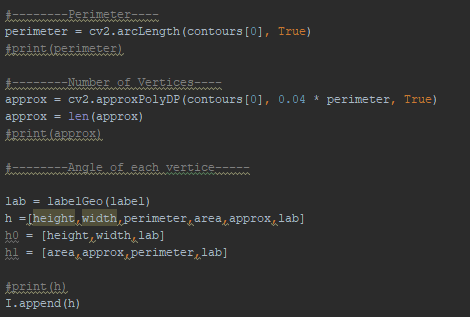 #--------Perimeter----
perimeter = cv2.arcLength(contours[0], True)
#print(perimeter)
#--------Number of Vertices----
approx = cv2.approxPolyDP(contours[0], 0.04 * perimeter, True)
approx = len(approx)
#print(approx)
#--------Angle of each vertice-----
lab = labelGeo(label)
h =[height,width,perimeter,area,approx,lab]
h0 = [height,width,lab]
h1 = [area,approx,perimeter,lab]
#print(h)
I.append(h)